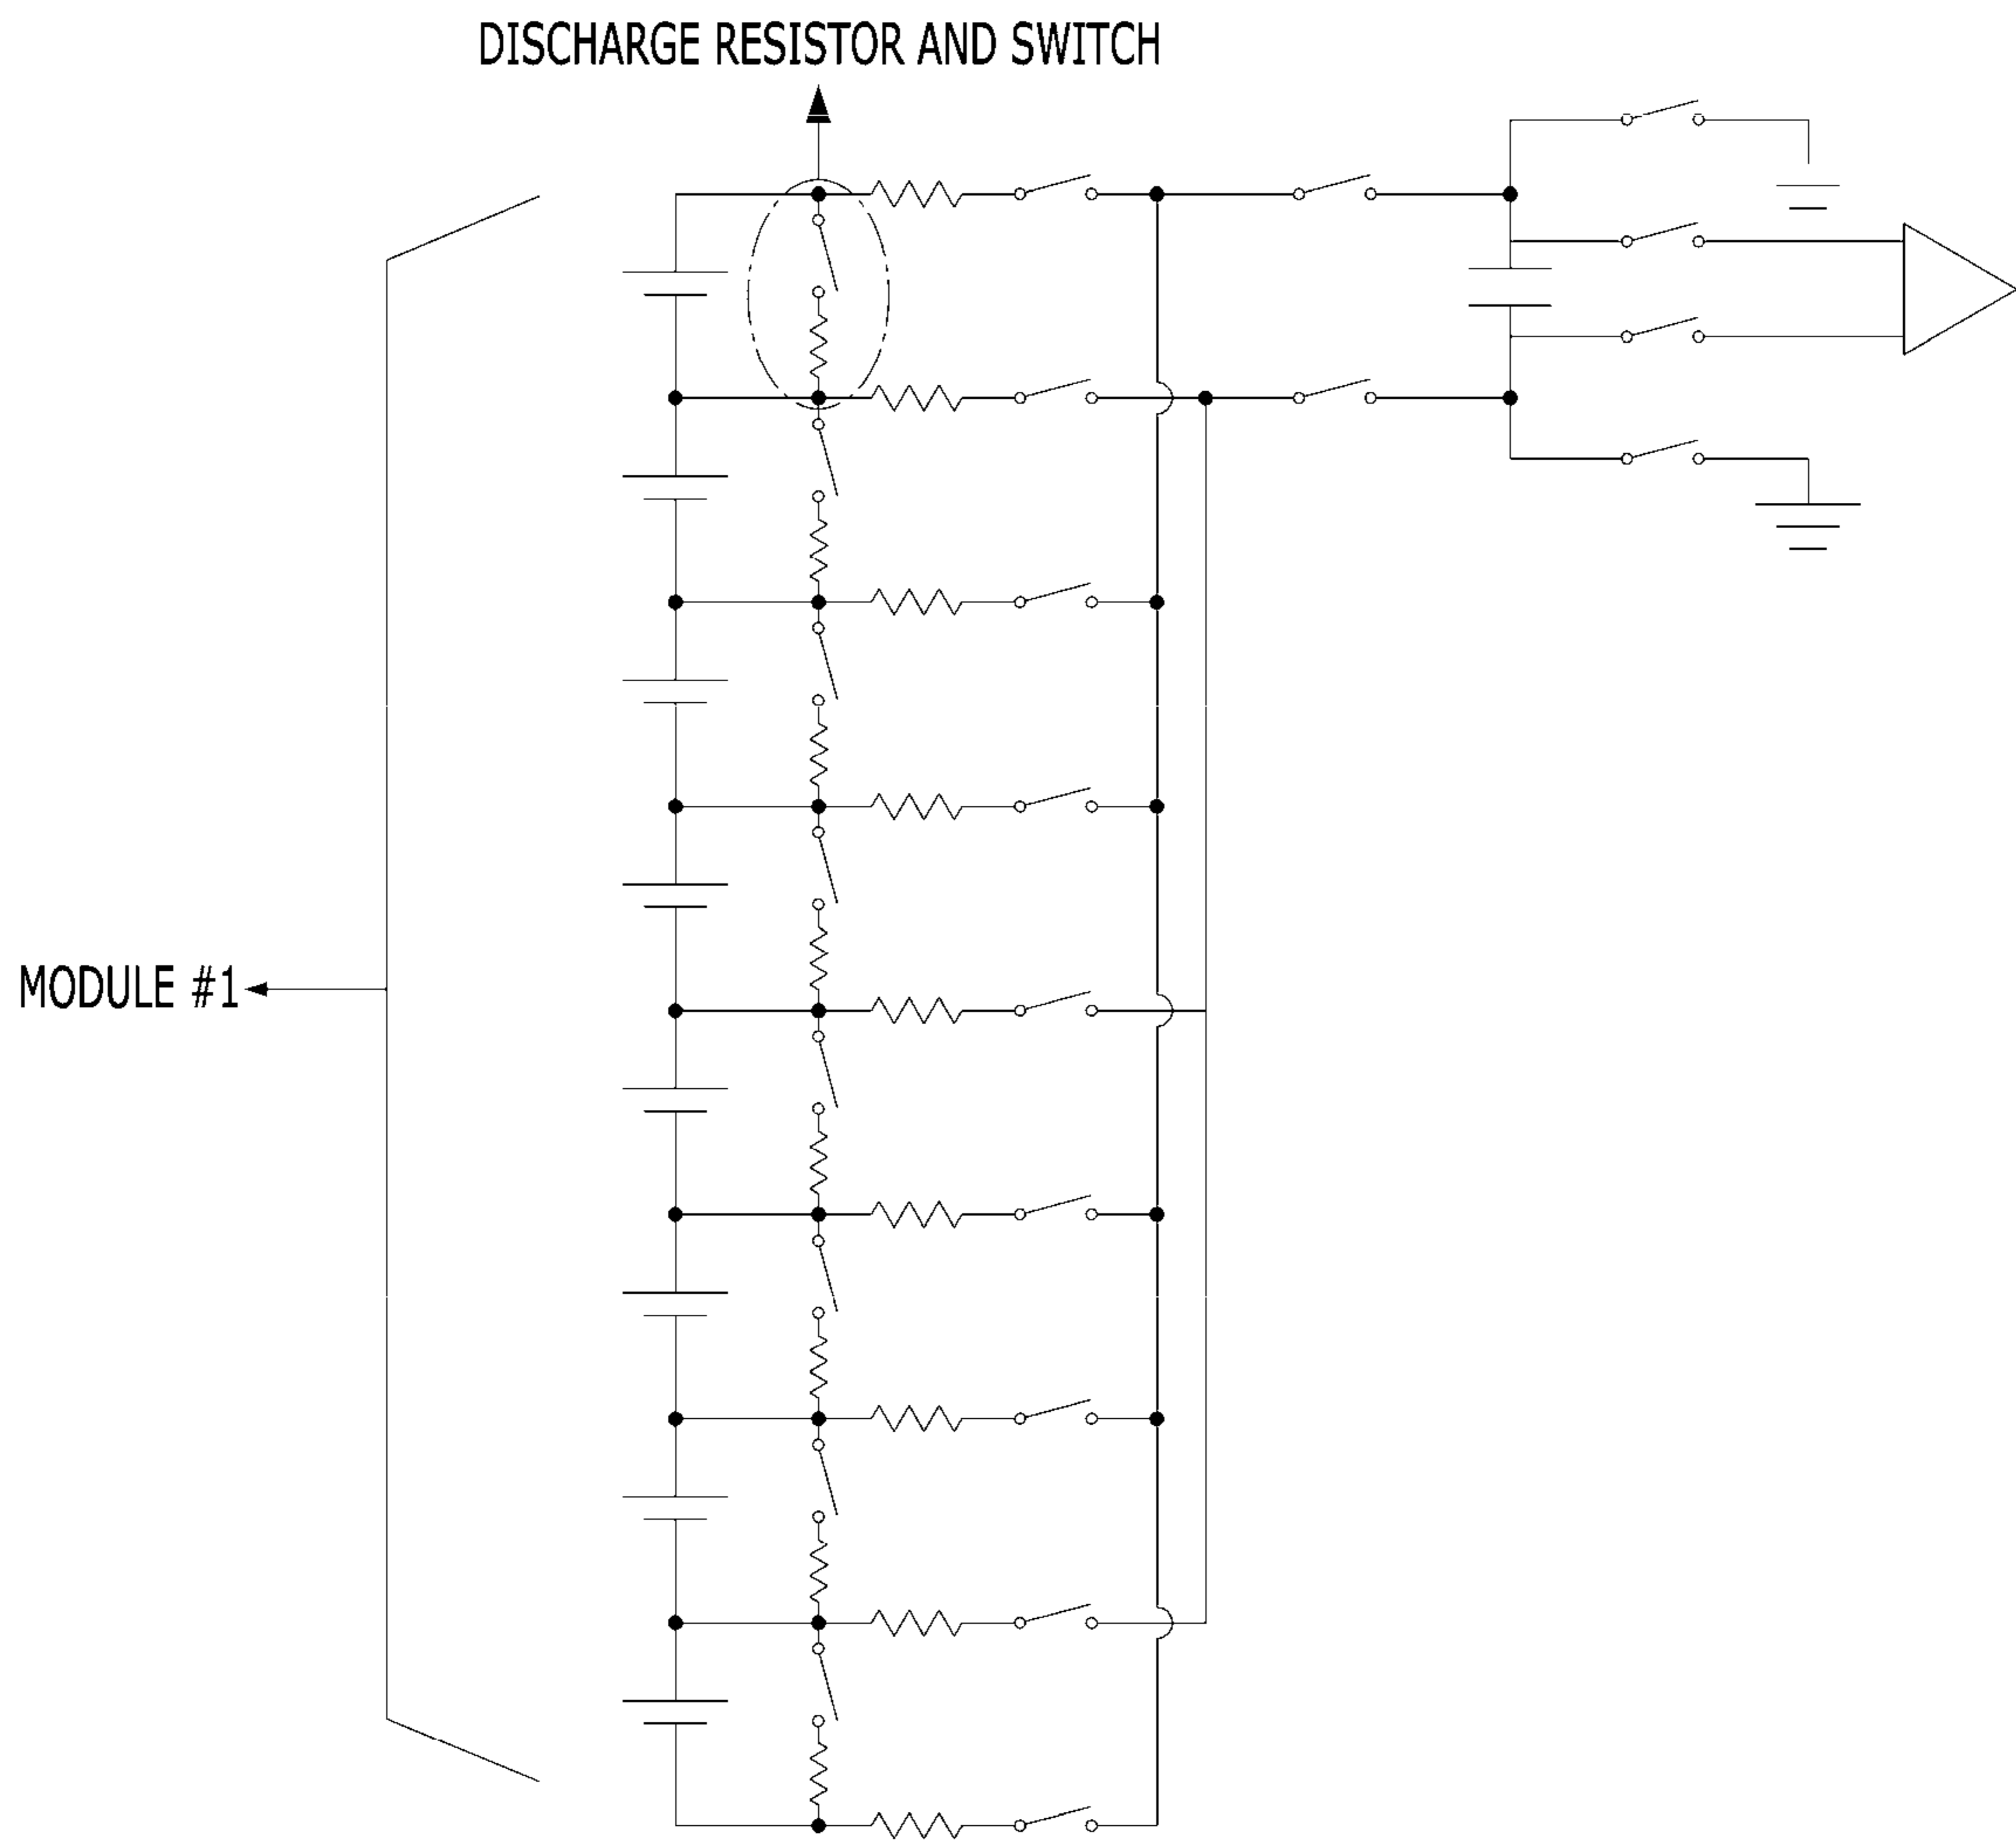 DISCHARGE RESISTOR AND SWITCH
MODULE #1